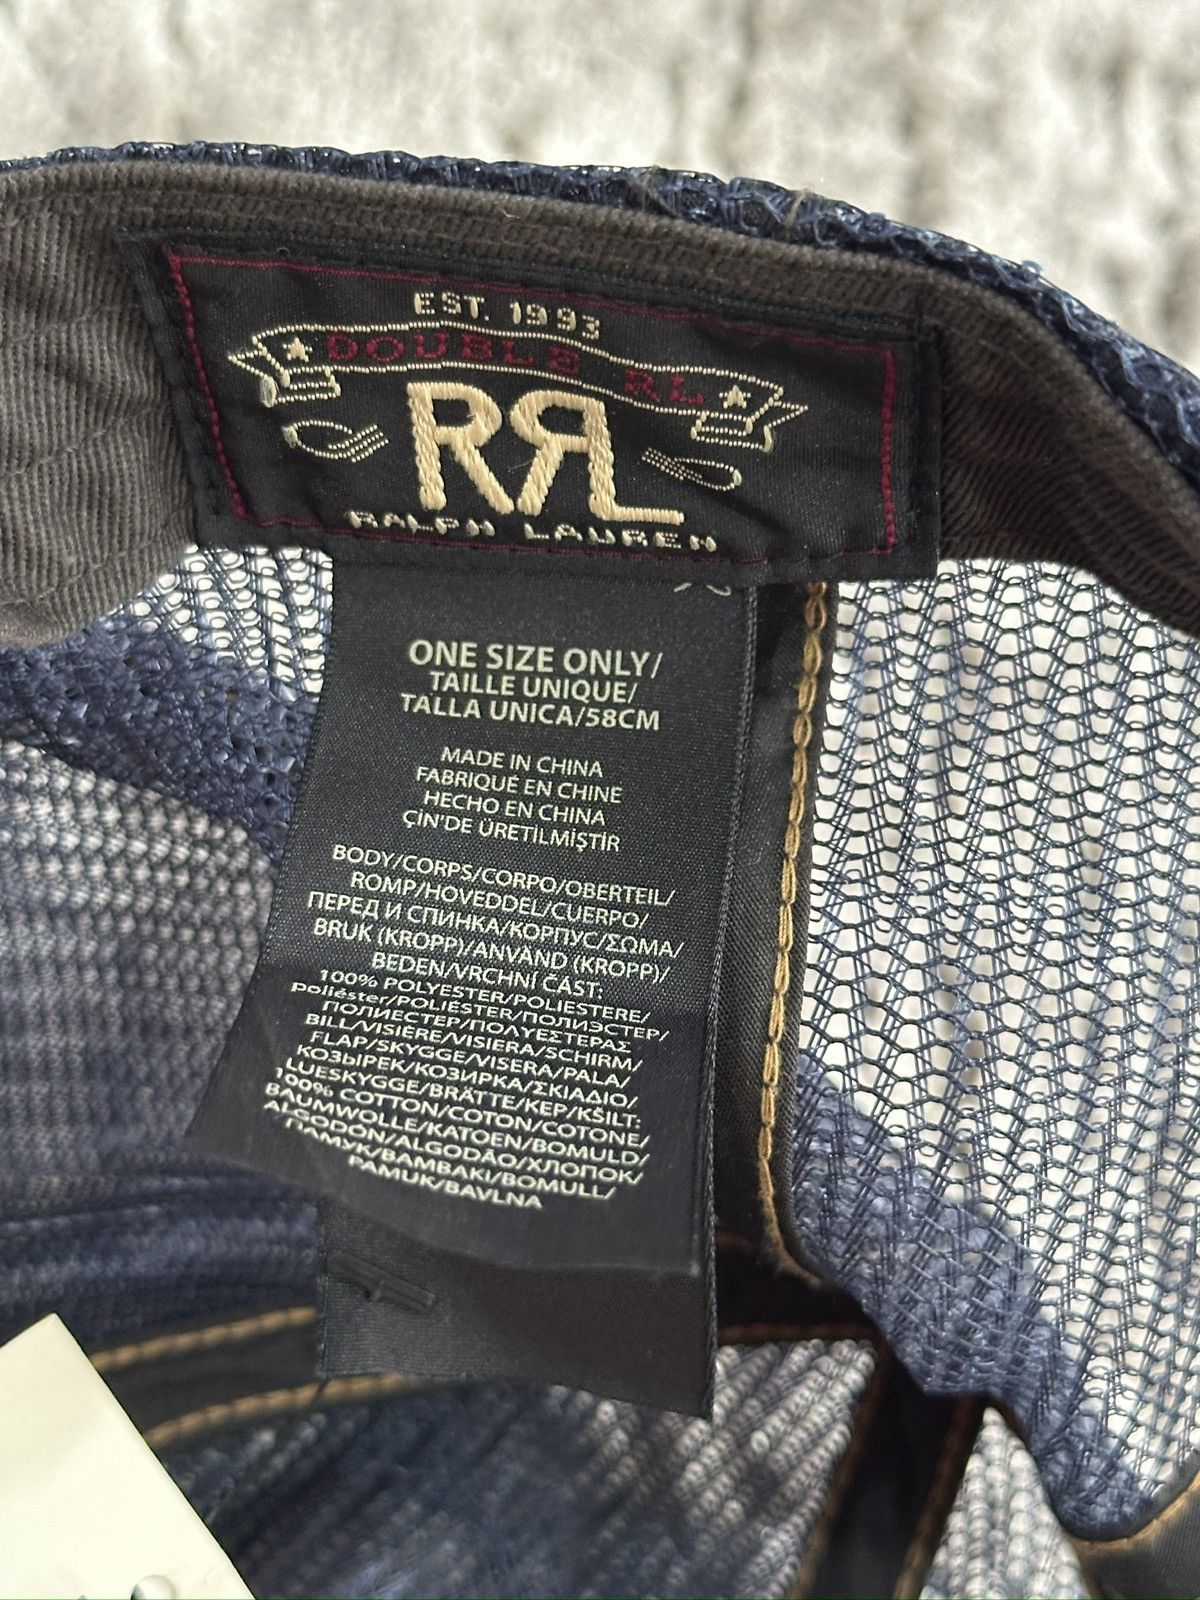 EST. 1993
DOUBLE RL
RRL
RALPH LAUREN
ONE SIZE ONLY/
TAILLE UNIQUE/
TALLA UNICA/58CM
MADE IN CHINA
FABRIQUÉ EN CHINE
HECHO EN CHINA
ÇİN'DE ÜRETİLMİŞTİR
BODY/CORPS/CORPO/OBERTEIL/
ROMP/HOVEDDEL/CUERPO/
ПЕРЕД И СПИНКА/КОРПУС/ΣΩΜΑ/
BRUK (KROPP)/ANVÄND (KROPP)/
BEDEN/VRCHNÍ ČÁST:
100% POLYESTER/POLIESTERE/
poliéster/POLIÉSTER/ПОЛИЭСТЕР/
ПОЛИЕСТЕР/ΠΟΛΥΕΣΤΕΡΑΣ
BILL/VISIÈRE/VISIERA/SCHIRM/
FLAP/SKYGGE/VISERA/PALA/
КОЗЫРЕК/КОЗИРКА/ΣΚΙΑΔΙΟ/
LUESKYGGE/BRÄTTE/KEP/KŠILT:
100% COTTON/COTON/COTONE/
BAUMWOLLE/KATOEN/BOMULD/
ALGODÓN/ALGODÃO/ХЛОПОК/
ПАМУК/BAMBAKI/BOMULL/
PAMUK/BAVLNA